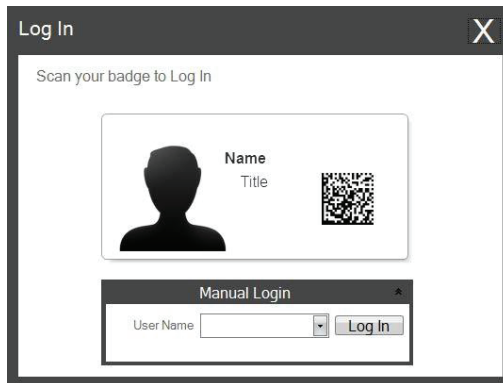 Log In
X
Scan your badge to Log In
Name
Title
Manual Login
User Name
Log In